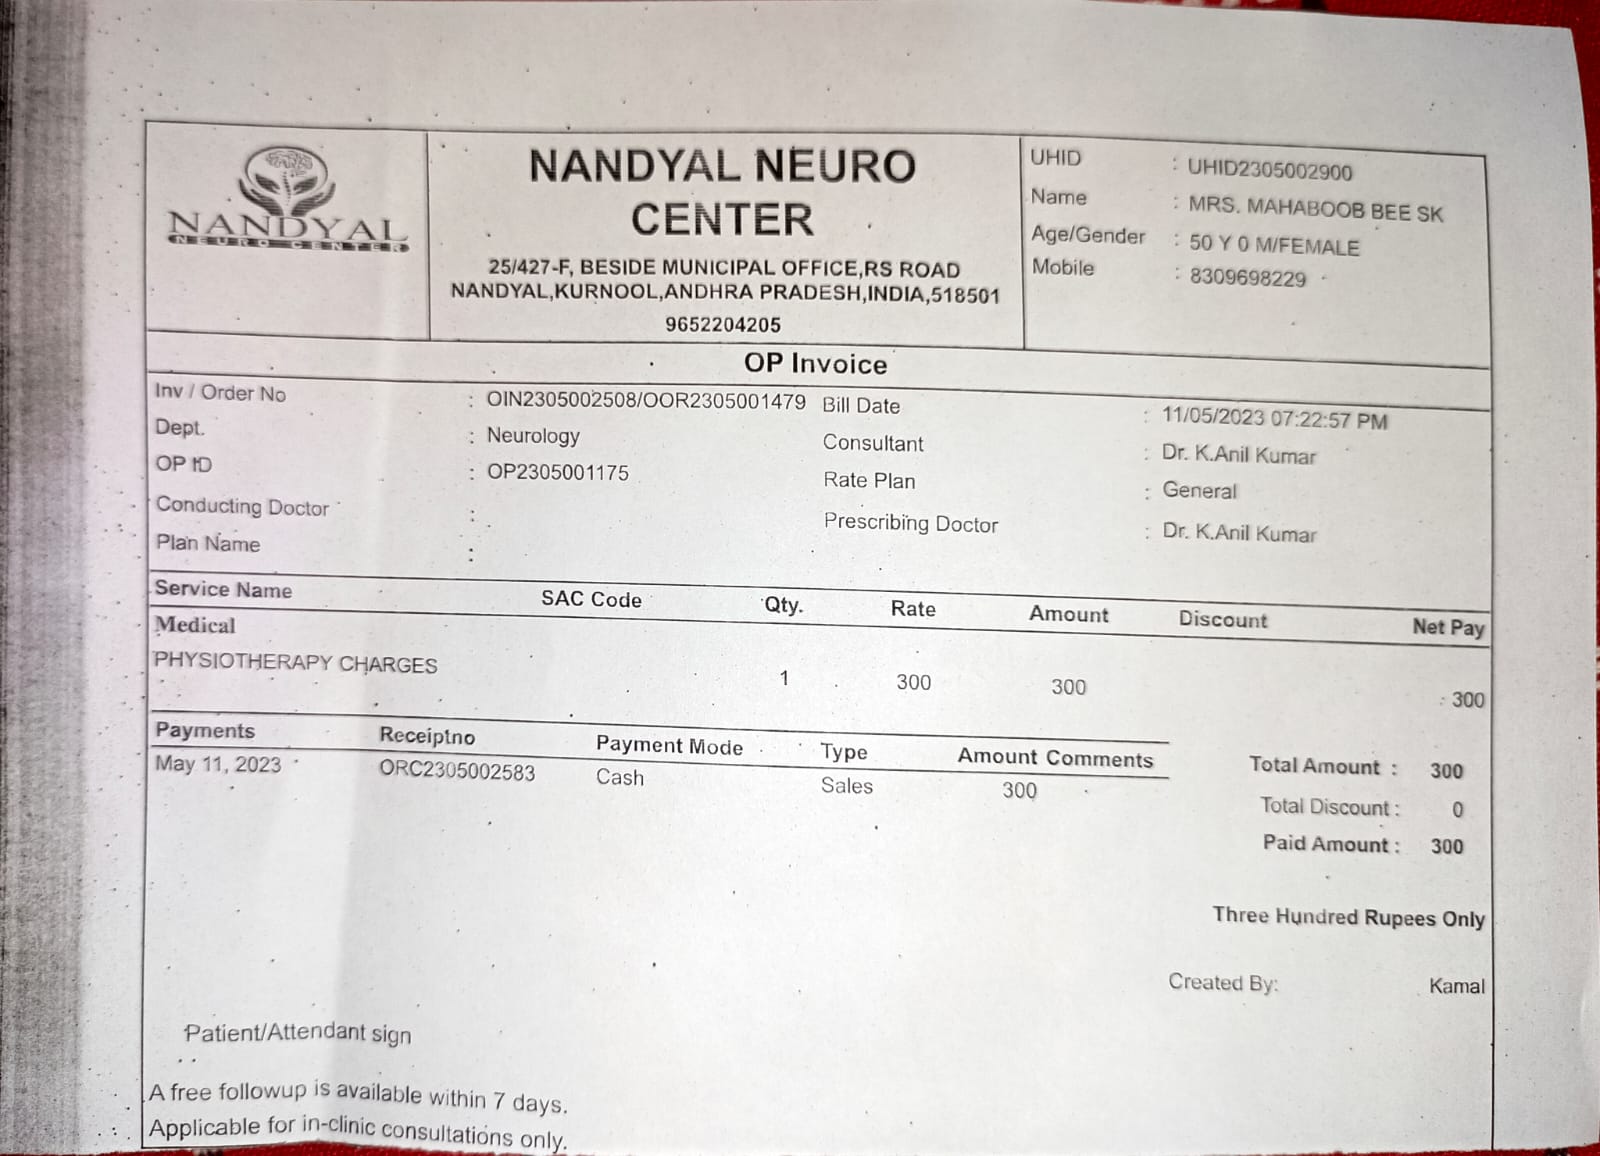 NANDYAL
NEURO CENTER
NANDYAL NEURO
CENTER
25/427-F, BESIDE MUNICIPAL OFFICE,RS ROAD
NANDYAL,KURNOOL,ANDHRA PRADESH,INDIA,518501
9652204205
UHID : UHID2305002900
Name : MRS. MAHABOOB BEE SK
Age/Gender : 50 Y 0 M/FEMALE
Mobile : 8309698229
OP Invoice
Inv / Order No : OIN2305002508/OOR2305001479 Bill Date : 11/05/2023 07:22:57 PM
Dept. : Neurology Consultant : Dr. K.Anil Kumar
OP ID : OP2305001175 Rate Plan : General
Conducting Doctor : Prescribing Doctor : Dr. K.Anil Kumar
Plan Name :
Service Name SAC Code Qty. Rate Amount Discount Net Pay
Medical
PHYSIOTHERAPY CHARGES 1 300 300 300
Payments Receiptno Payment Mode Type Amount Comments
May 11, 2023 ORC2305002583 Cash Sales 300
Total Amount : 300
Total Discount : 0
Paid Amount : 300
Three Hundred Rupees Only
Created By: Kamal
Patient/Attendant sign
A free followup is available within 7 days.
Applicable for in-clinic consultations only.